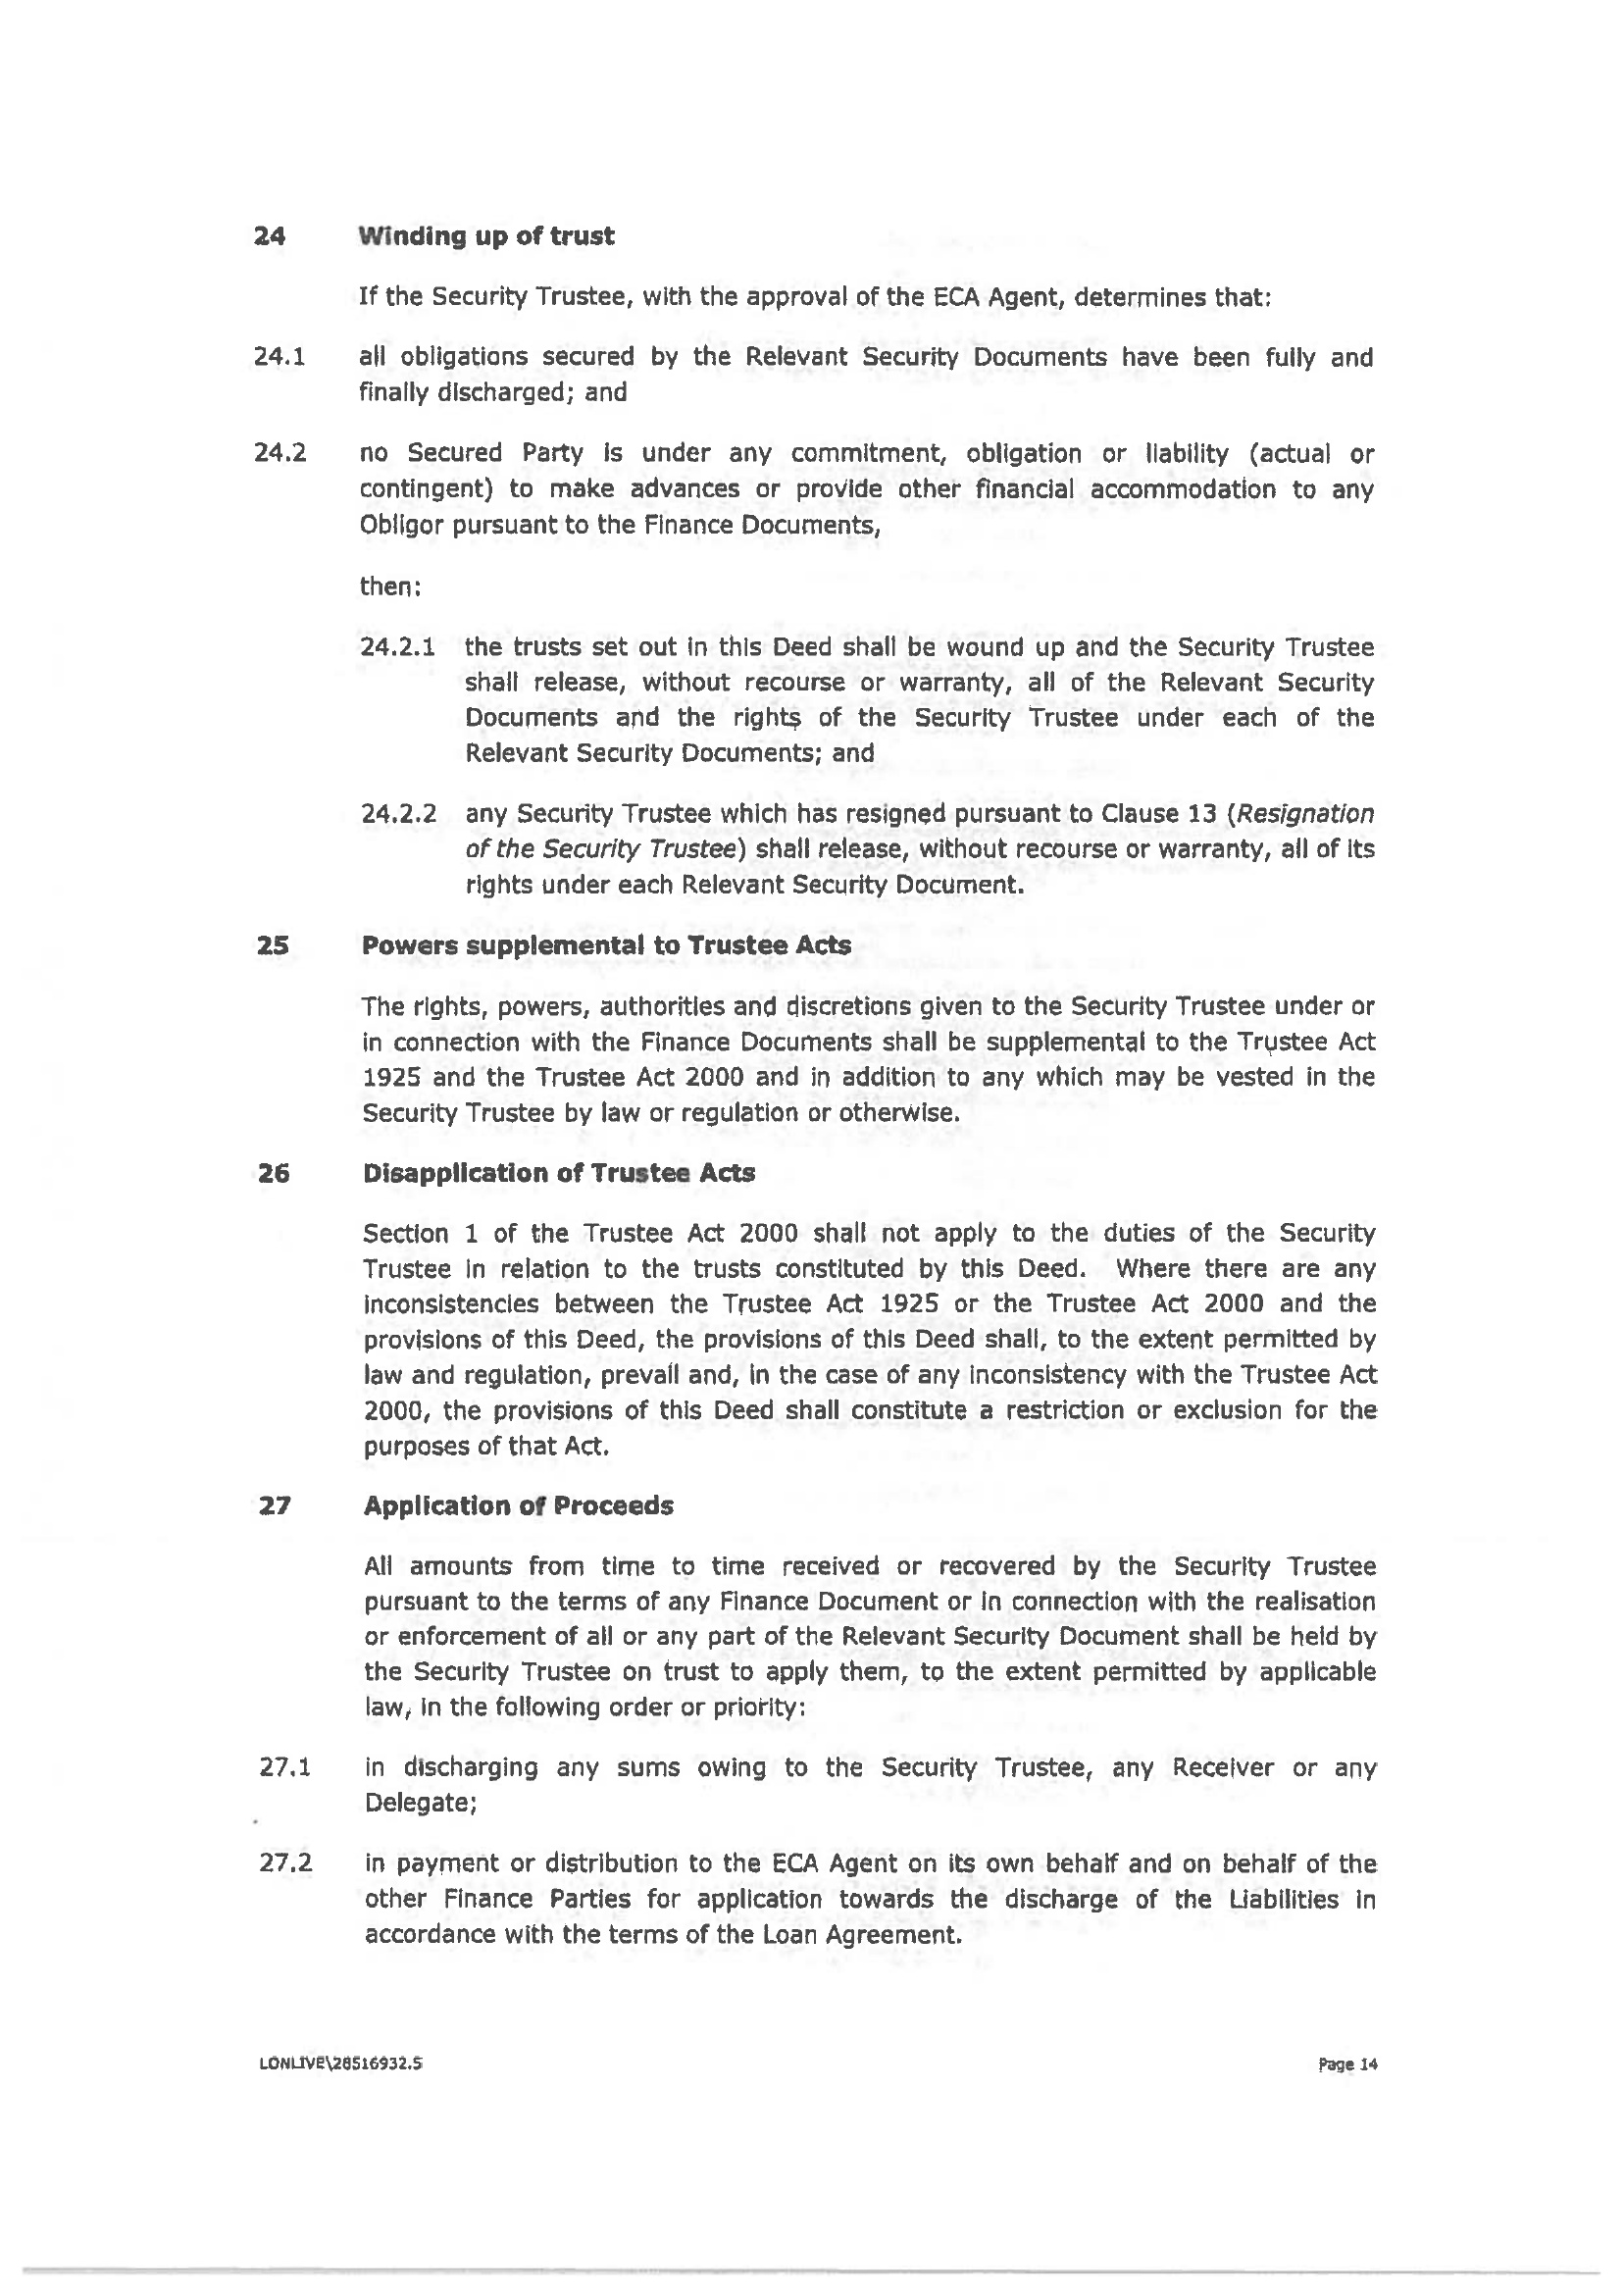 24 Winding up of trust
If the Security Trustee, with the approval of the ECA Agent, determines that:
24.1 all obligations secured by the Relevant Security Documents have been fully and
finally discharged; and
24.2 no Secured Party is under any commitment, obligation or liability (actual or
contingent) to make advances or provide other financial accommodation to any
Obligor pursuant to the Finance Documents,
then:
24.2.1 the trusts set out in this Deed shall be wound up and the Security Trustee
shall release, without recourse or warranty, all of the Relevant Security
Documents and the rights of the Security Trustee under each of the
Relevant Security Documents; and
24.2.2 any Security Trustee which has resigned pursuant to Clause 13 (Resignation
of the Security Trustee) shall release, without recourse or warranty, all of its
rights under each Relevant Security Document.
25 Powers supplemental to Trustee Acts
The rights, powers, authorities and discretions given to the Security Trustee under or
in connection with the Finance Documents shall be supplemental to the Trustee Act
1925 and the Trustee Act 2000 and in addition to any which may be vested in the
Security Trustee by law or regulation or otherwise.
26 Disapplication of Trustee Acts
Section 1 of the Trustee Act 2000 shall not apply to the duties of the Security
Trustee in relation to the trusts constituted by this Deed. Where there are any
inconsistencies between the Trustee Act 1925 or the Trustee Act 2000 and the
provisions of this Deed, the provisions of this Deed shall, to the extent permitted by
law and regulation, prevail and, in the case of any inconsistency with the Trustee Act
2000, the provisions of this Deed shall constitute a restriction or exclusion for the
purposes of that Act.
27 Application of Proceeds
All amounts from time to time received or recovered by the Security Trustee
pursuant to the terms of any Finance Document or in connection with the realisation
or enforcement of all or any part of the Relevant Security Document shall be held by
the Security Trustee on trust to apply them, to the extent permitted by applicable
law, in the following order or priority:
27.1 in discharging any sums owing to the Security Trustee, any Receiver or any
Delegate;
27.2 in payment or distribution to the ECA Agent on its own behalf and on behalf of the
other Finance Parties for application towards the discharge of the Liabilities in
accordance with the terms of the Loan Agreement.
LONLIVE\28516932.5 Page 14